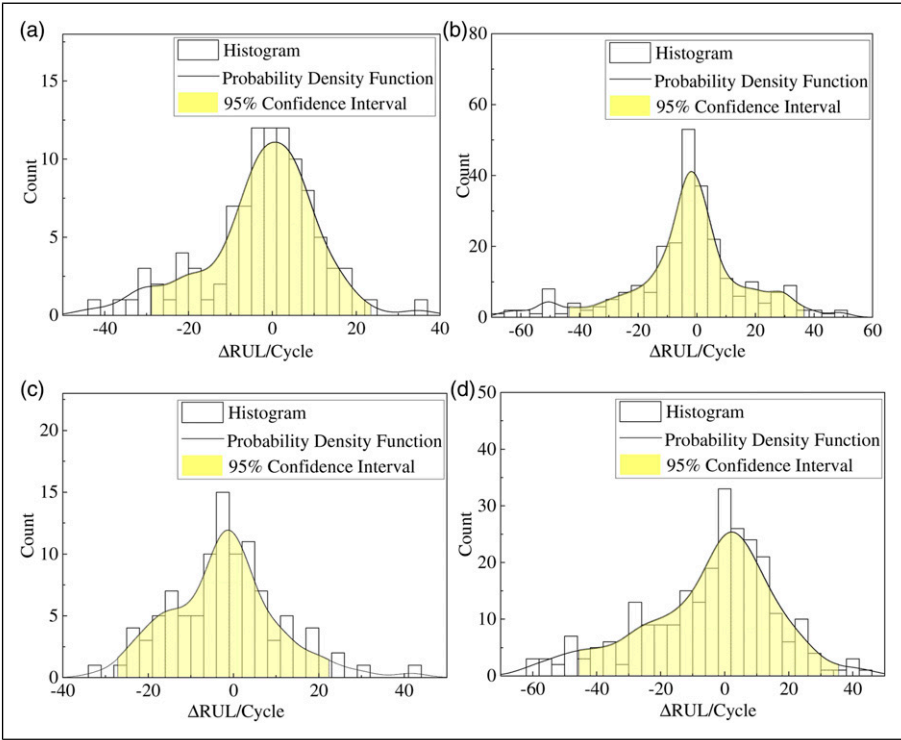 (a)
Histogram
Probability Density Function
95% Confidence Interval
15
10
5
0
Count
-40 -20 0 20 40
ΔRUL/Cycle
(b)
Histogram
Probability Density Function
95% Confidence Interval
80
60
40
20
0
Count
-60 -40 -20 0 20 40 60
ΔRUL/Cycle
(c)
Histogram
Probability Density Function
95% Confidence Interval
20
15
10
5
0
Count
-40 -20 0 20 40
ΔRUL/Cycle
(d)
Histogram
Probability Density Function
95% Confidence Interval
50
40
30
20
10
0
Count
-60 -40 -20 0 20 40
ΔRUL/Cycle